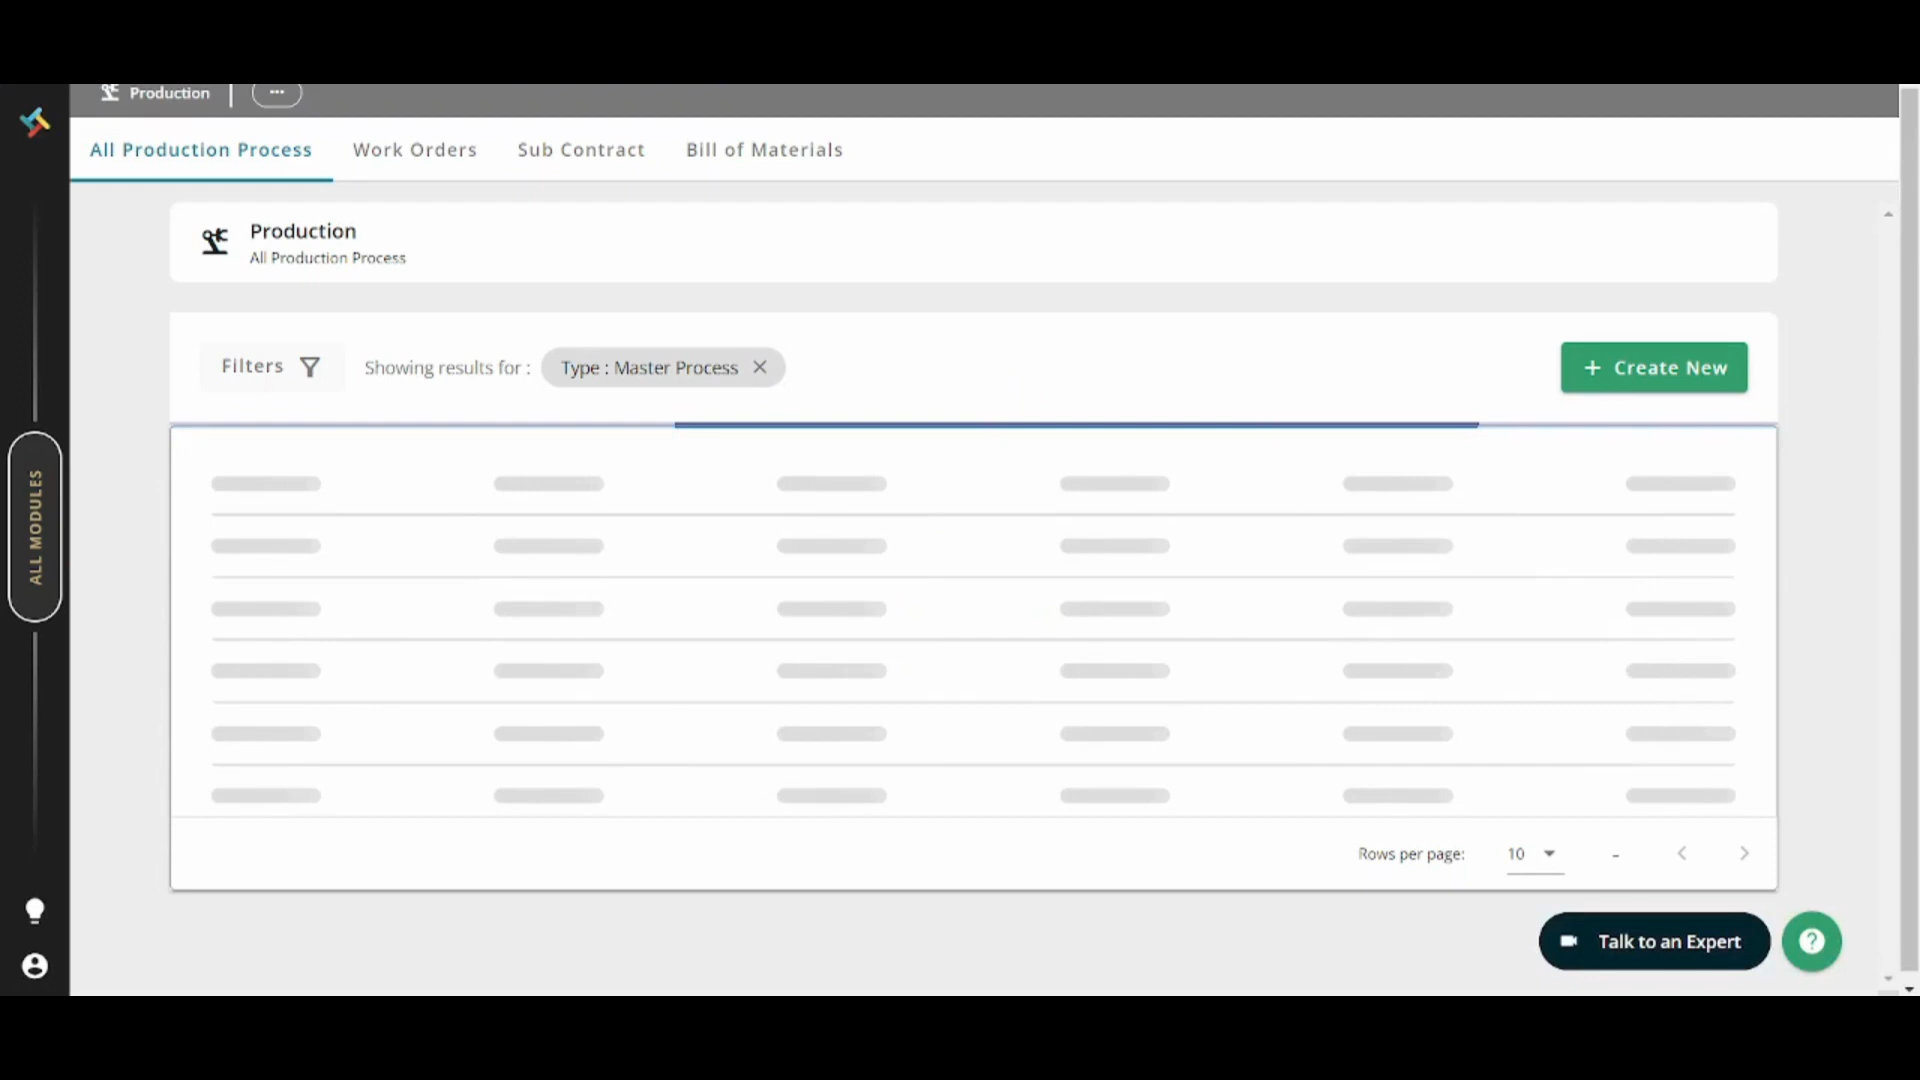 Production
All Production Process
Work Orders
Sub Contract
Bill of Materials
Production
All Production Process
Filters
Showing results for :
Type : Master Process
+ Create New
ALL MODULES
Rows per page:
10
-
Talk to an Expert
?